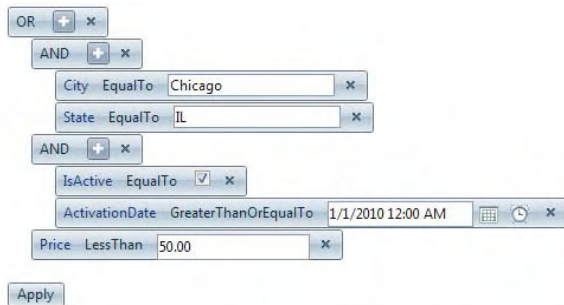 OR
AND
City EqualTo Chicago
State EqualTo IL
AND
IsActive EqualTo
ActivationDate GreaterThanOrEqualTo 1/1/2010 12:00 AM
Price LessThan 50.00
Apply